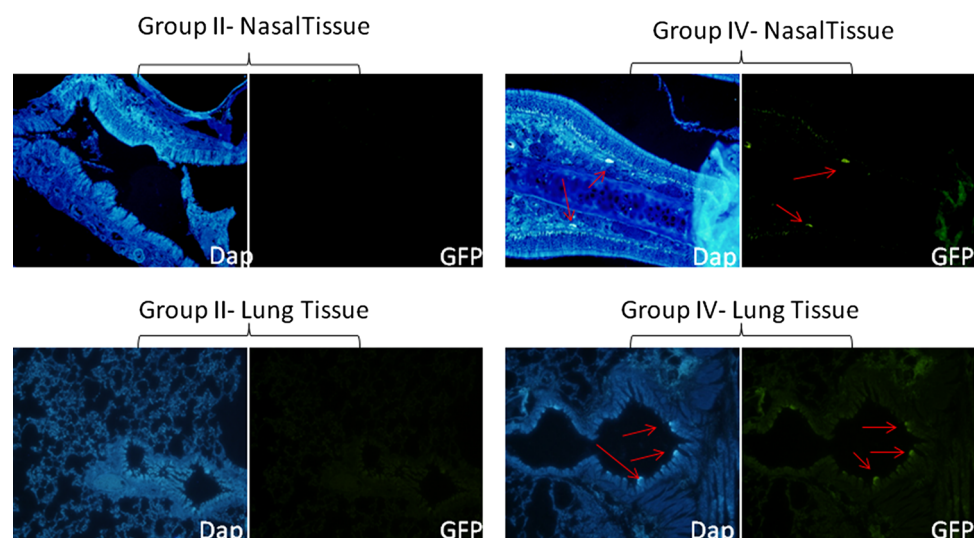 Group II- NasalTissue
Group IV- NasalTissue
Dap
GFP
Dap
GFP
Group II- Lung Tissue
Group IV- Lung Tissue
Dap
GFP
Dap
GFP